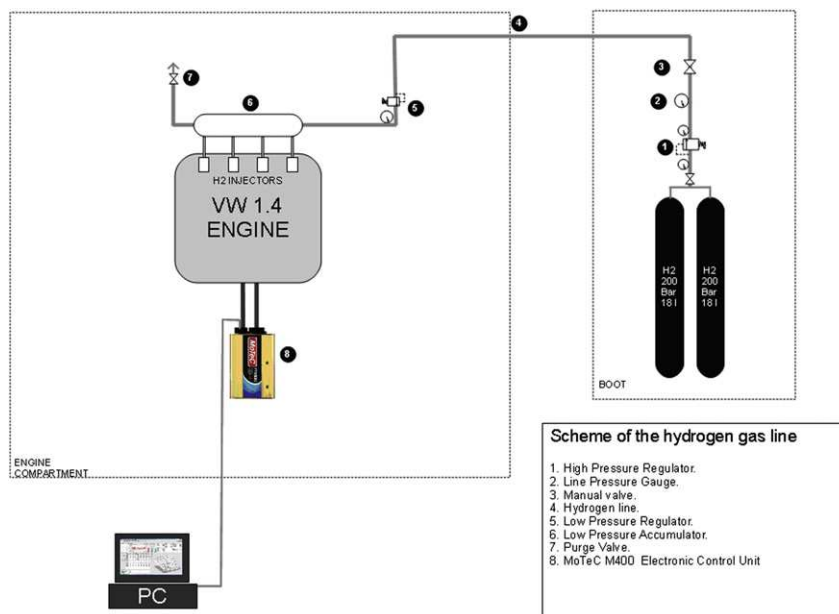 4
7
6
5
3
2
1
H2 INJECTORS
VW 1.4
ENGINE
H2
200
Bar
18 l
H2
200
Bar
18 l
MoTeC
8
BOOT
ENGINE
COMPARTMENT
PC
Scheme of the hydrogen gas line
1. High Pressure Regulator.
2. Line Pressure Gauge.
3. Manual valve.
4. Hydrogen line.
5. Low Pressure Regulator.
6. Low Pressure Accumulator.
7. Purge Valve.
8. MoTeC M400 Electronic Control Unit